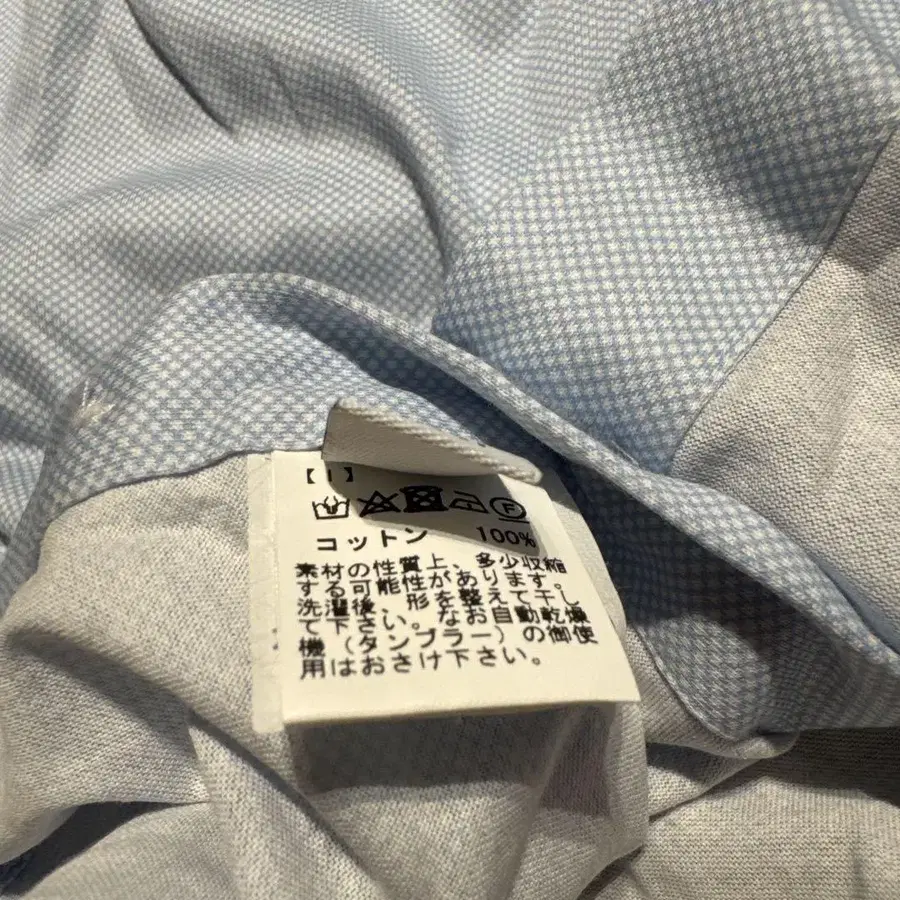 【I】
F
コットン 100%
素材の性質上、多少収縮
する可能性があります。
洗濯後、形を整えて干し
て下さい。なお自動乾燥
機（タンブラー）の御使
用はおさけ下さい。